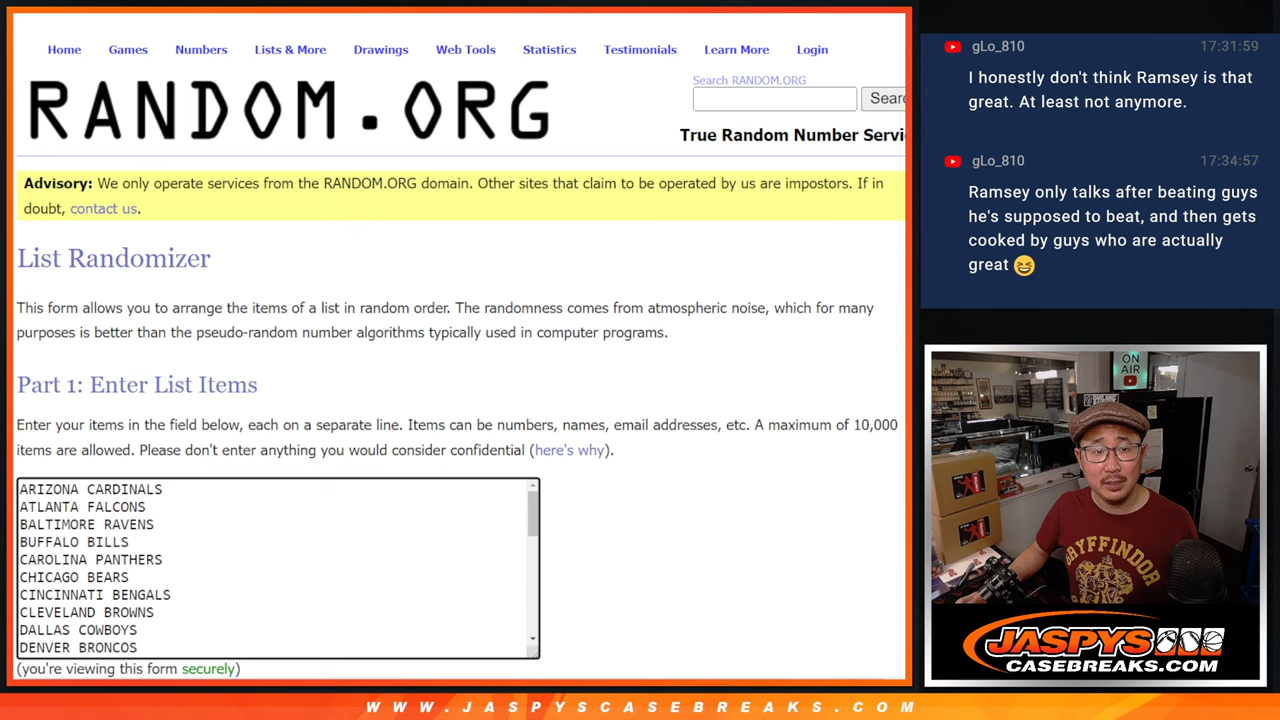 Home Games Numbers Lists & More Drawings Web Tools Statistics Testimonials Learn More Login
RANDOM.ORG
Search RANDOM.ORG
Searc
True Random Number Servi
Advisory: We only operate services from the RANDOM.ORG domain. Other sites that claim to be operated by us are impostors. If in
doubt, contact us.
List Randomizer
This form allows you to arrange the items of a list in random order. The randomness comes from atmospheric noise, which for many
purposes is better than the pseudo-random number algorithms typically used in computer programs.
Part 1: Enter List Items
Enter your items in the field below, each on a separate line. Items can be numbers, names, email addresses, etc. A maximum of 10,000
items are allowed. Please don't enter anything you would consider confidential (here's why).
ARIZONA CARDINALS
ATLANTA FALCONS
BALTIMORE RAVENS
BUFFALO BILLS
CAROLINA PANTHERS
CHICAGO BEARS
CINCINNATI BENGALS
CLEVELAND BROWNS
DALLAS COWBOYS
DENVER BRONCOS
(you're viewing this form securely)
gLo_810 17:31:59
I honestly don't think Ramsey is that
great. At least not anymore.
gLo_810 17:34:57
Ramsey only talks after beating guys
he's supposed to beat, and then gets
cooked by guys who are actually
great 😆
ON
AIR
GRYFFINDOR
JASPYS
CASEBREAKS.COM
WWW.JASPYSCASEBREAKS.COM